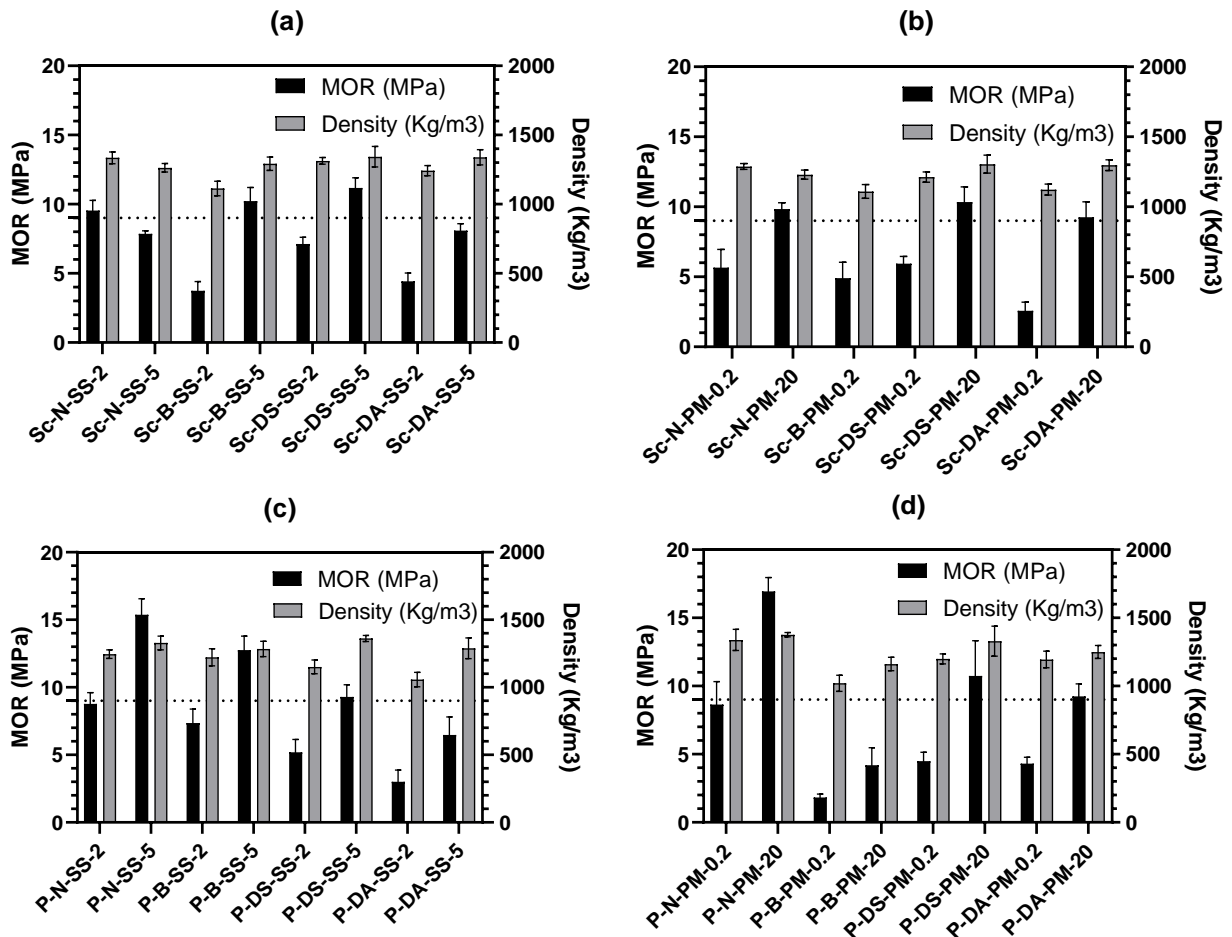 (a)
20
15
10
5
0
MOR (MPa)
2000
1500
1000
500
0
Density (Kg/m3)
MOR (MPa)
Density (Kg/m3)
Sc-N-SS-2
Sc-N-SS-5
Sc-B-SS-2
Sc-B-SS-5
Sc-DS-SS-2
Sc-DS-SS-5
Sc-DA-SS-2
Sc-DA-SS-5
(b)
20
15
10
5
0
MOR (MPa)
2000
1500
1000
500
0
Density (Kg/m3)
MOR (MPa)
Density (Kg/m3)
Sc-N-PM-0.2
Sc-N-PM-20
Sc-B-PM-0.2
Sc-DS-PM-0.2
Sc-DS-PM-20
Sc-DA-PM-0.2
Sc-DA-PM-20
(c)
20
15
10
5
0
MOR (MPa)
2000
1500
1000
500
0
Density (Kg/m3)
MOR (MPa)
Density (Kg/m3)
P-N-SS-2
P-N-SS-5
P-B-SS-2
P-B-SS-5
P-DS-SS-2
P-DS-SS-5
P-DA-SS-2
P-DA-SS-5
(d)
20
15
10
5
0
MOR (MPa)
2000
1500
1000
500
0
Density (Kg/m3)
MOR (MPa)
Density (Kg/m3)
P-N-PM-0.2
P-N-PM-20
P-B-PM-0.2
P-B-PM-20
P-DS-PM-0.2
P-DS-PM-20
P-DA-PM-0.2
P-DA-PM-20